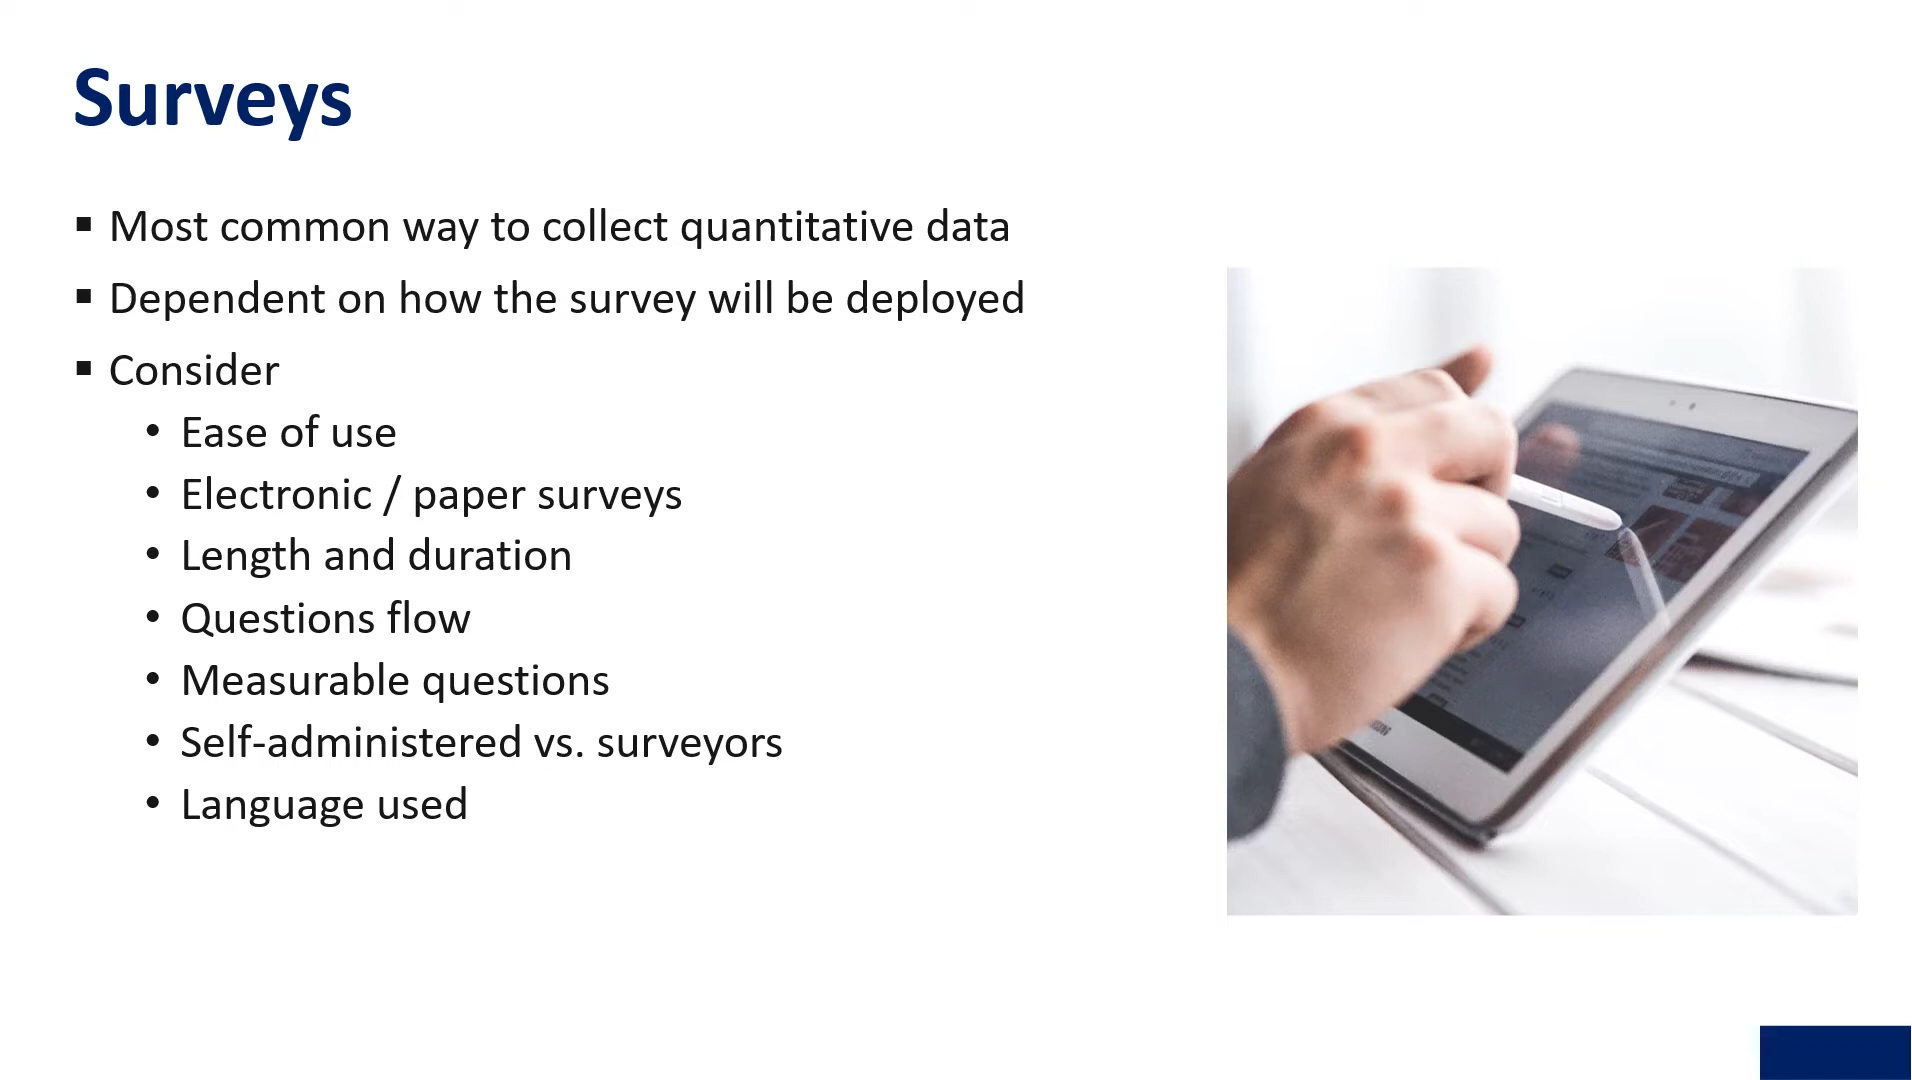 Surveys
▪ Most common way to collect quantitative data
▪ Dependent on how the survey will be deployed
▪ Consider
• Ease of use
• Electronic / paper surveys
• Length and duration
• Questions flow
• Measurable questions
• Self-administered vs. surveyors
• Language used